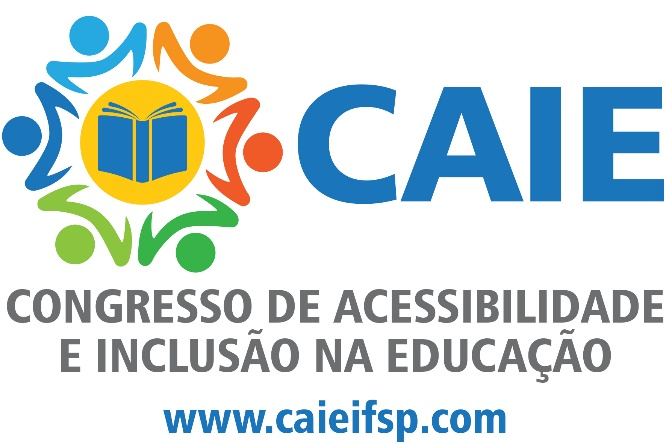 CAIE
CONGRESSO DE ACESSIBILIDADE
E INCLUSÃO NA EDUCAÇÃO
www.caieifsp.com